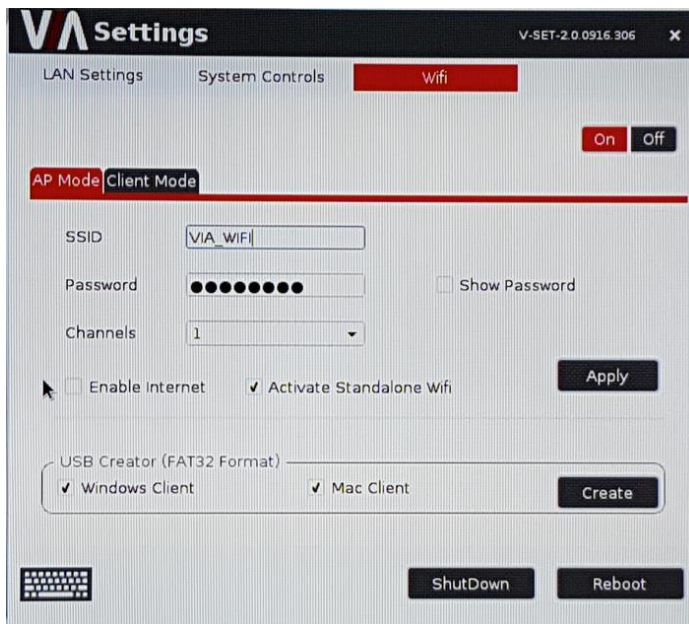 VIA Settings V-SET-2.0.0916.306 ×
LAN Settings System Controls Wifi
On Off
AP Mode Client Mode
SSID VIA_WIFI
Password ●●●●●●●● Show Password
Channels 1
Enable Internet Activate Standalone Wifi Apply
USB Creator (FAT32 Format)
Windows Client Mac Client Create
ShutDown Reboot